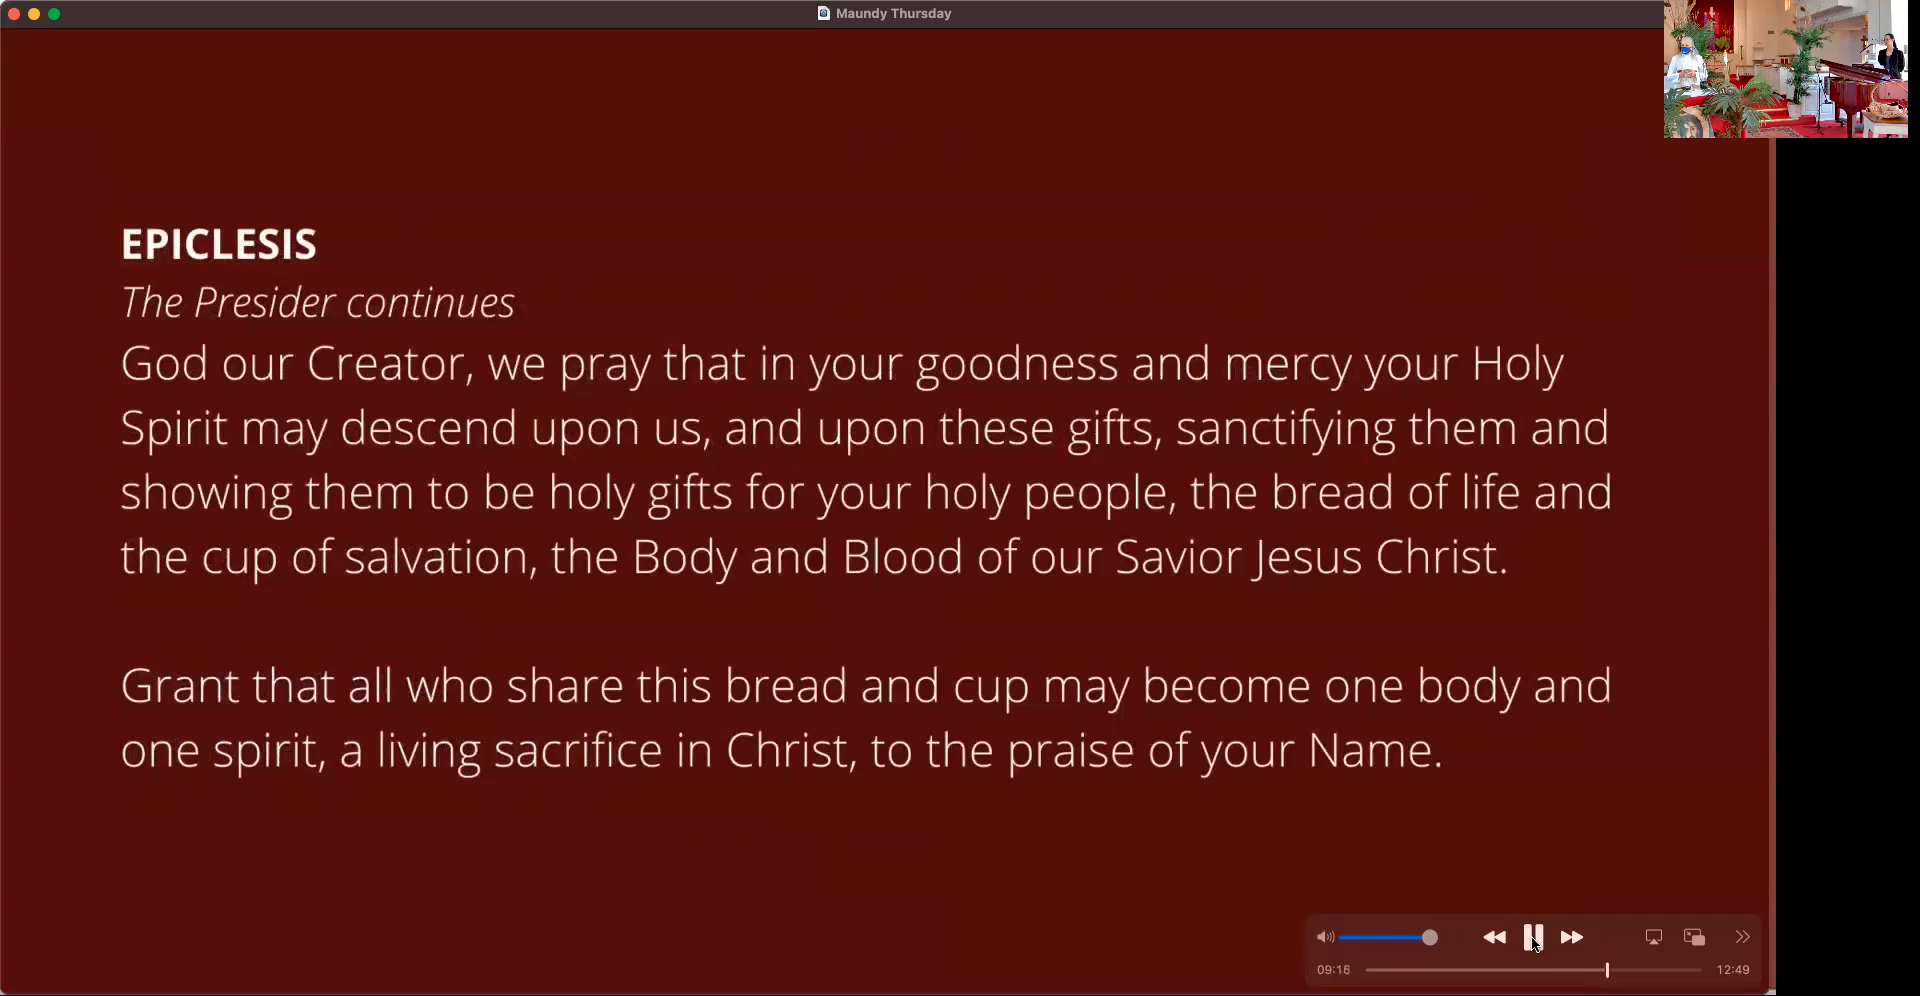 Maundy Thursday
EPICLESIS
The Presider continues
God our Creator, we pray that in your goodness and mercy your Holy
Spirit may descend upon us, and upon these gifts, sanctifying them and
showing them to be holy gifts for your holy people, the bread of life and
the cup of salvation, the Body and Blood of our Savior Jesus Christ.
Grant that all who share this bread and cup may become one body and
one spirit, a living sacrifice in Christ, to the praise of your Name.
09:16
12:49